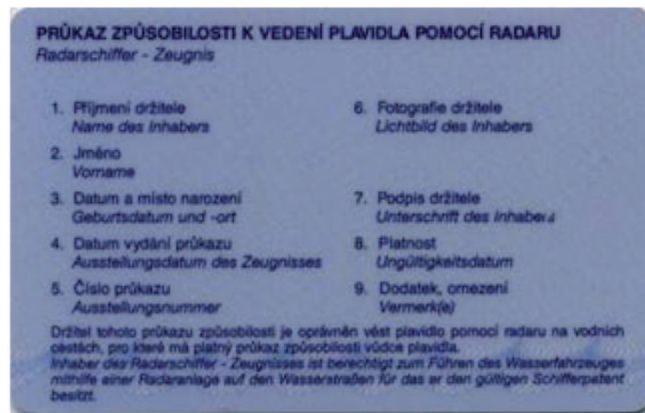 PRŮKAZ ZPŮSOBILOSTI K VEDENÍ PLAVIDLA POMOCÍ RADARU
Radarschiffer - Zeugnis
1. Příjmení držitele
Name des Inhabers
2. Jméno
Vorname
3. Datum a místo narození
Geburtsdatum und -ort
4. Datum vydání průkazu
Ausstellungsdatum des Zeugnisses
5. Číslo průkazu
Ausstellungsnummer
6. Fotografie držitele
Lichtbild des Inhabers
7. Podpis držitele
Unterschrift des Inhabers
8. Platnost
Ungültigkeitsdatum
9. Dodatek, omezení
Vermerk(e)
Držitel tohoto průkazu způsobilosti je oprávněn vést plavidlo pomocí radaru na vodních
cestách, pro které má platný průkaz způsobilosti vůdce plavidla.
Inhaber des Radarschiffer - Zeugnisses ist berechtigt zum Führen des Wasserfahrzeuges
mithilfe einer Radaranlage auf den Wasserstraßen für das er den gültigen Schifferpatent
besitzt.